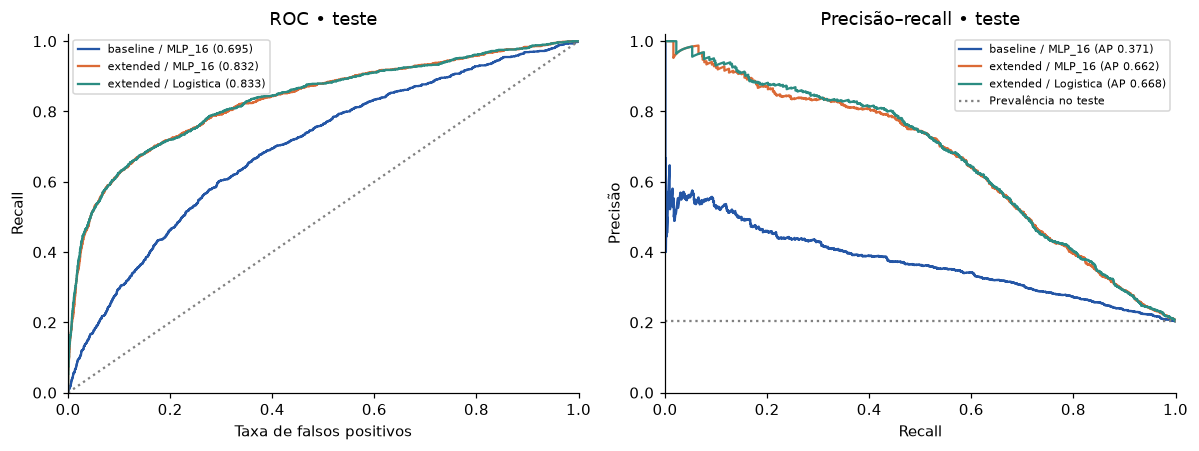 ROC • teste
Recall
1.0
0.8
0.6
0.4
0.2
0.0
baseline / MLP_16 (0.695)
extended / MLP_16 (0.832)
extended / Logistica (0.833)
0.0 0.2 0.4 0.6 0.8 1.0
Taxa de falsos positivos
Precisão–recall • teste
Precisão
1.0
0.8
0.6
0.4
0.2
0.0
baseline / MLP_16 (AP 0.371)
extended / MLP_16 (AP 0.662)
extended / Logistica (AP 0.668)
Prevalência no teste
0.0 0.2 0.4 0.6 0.8 1.0
Recall